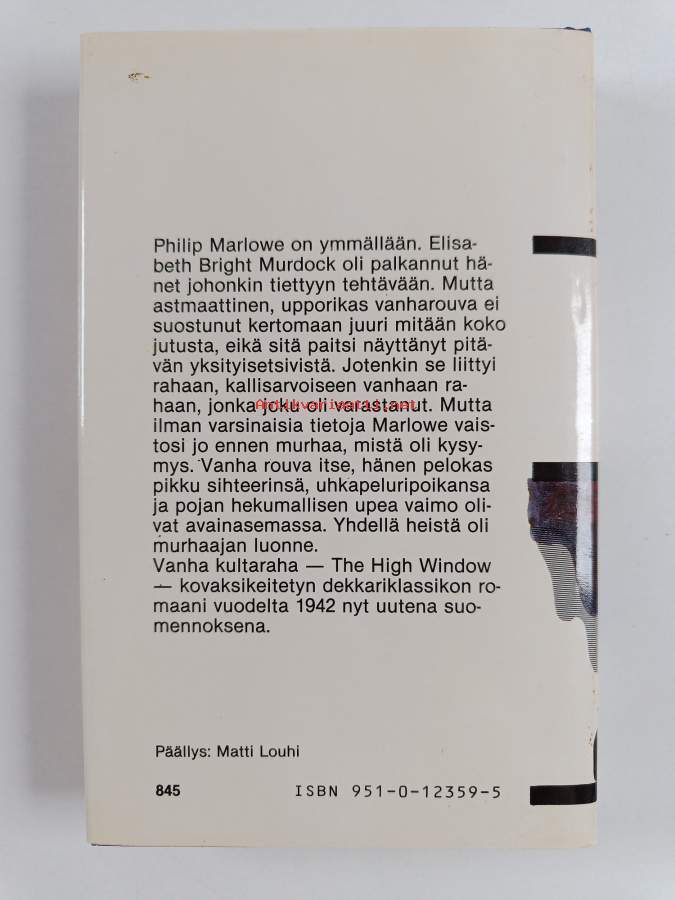 Philip Marlowe on ymmällään. Elisa-
beth Bright Murdock oli palkannut hä-
net johonkin tiettyyn tehtävään. Mutta
astmaattinen, upporikas vanharouva ei
suostunut kertomaan juuri mitään koko
jutusta, eikä sitä paitsi näyttänyt pitä-
vän yksityisetsivistä. Jotenkin se liittyi
rahaan, kallisarvoiseen vanhaan ra-
haan, jonka joku oli varastanut. Mutta
Antikvariaatti.net
ilman varsinaisia tietoja Marlowe vais-
tosi jo ennen murhaa, mistä oli kysy-
mys. Vanha rouva itse, hänen pelokas
pikku sihteerinsä, uhkapeluripoikansa
ja pojan hekumallisen upea vaimo oli-
vat avainasemassa. Yhdellä heistä oli
murhaajan luonne.
Vanha kultaraha — The High Window
— kovaksikeitetyn dekkariklassikon ro-
maani vuodelta 1942 nyt uutena suo-
mennoksena.
Päällys: Matti Louhi
845 ISBN 951-0-12359-5